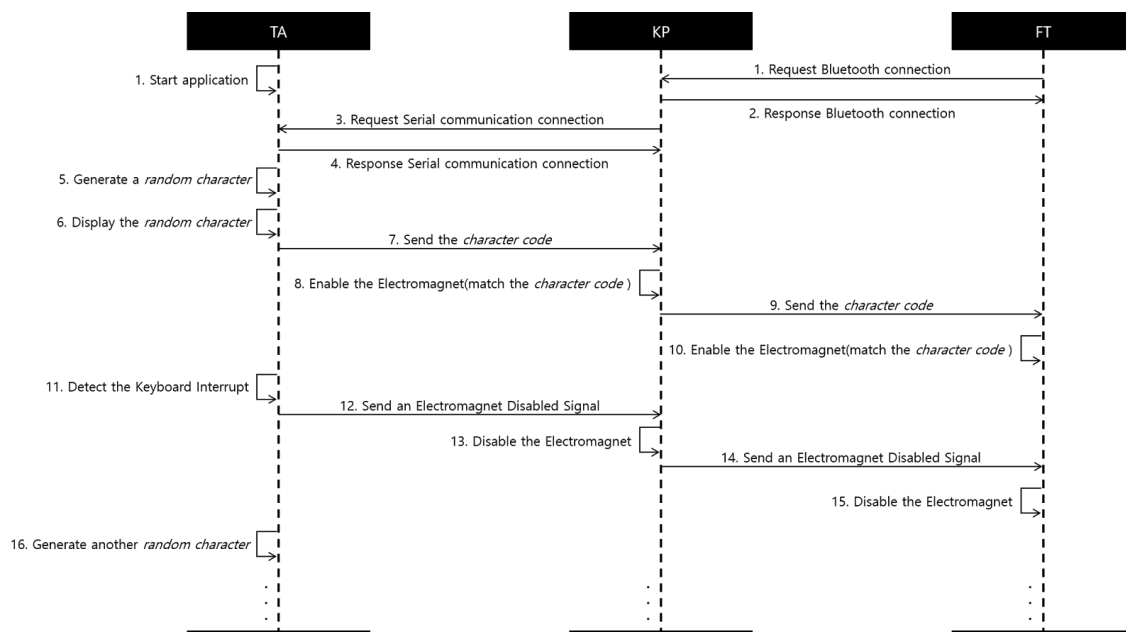 TA
KP
FT
1. Start application
1. Request Bluetooth connection
2. Response Bluetooth connection
3. Request Serial communication connection
4. Response Serial communication connection
5. Generate a random character
6. Display the random character
7. Send the character code
8. Enable the Electromagnet(match the character code )
9. Send the character code
10. Enable the Electromagnet(match the character code )
11. Detect the Keyboard Interrupt
12. Send an Electromagnet Disabled Signal
13. Disable the Electromagnet
14. Send an Electromagnet Disabled Signal
15. Disable the Electromagnet
16. Generate another random character